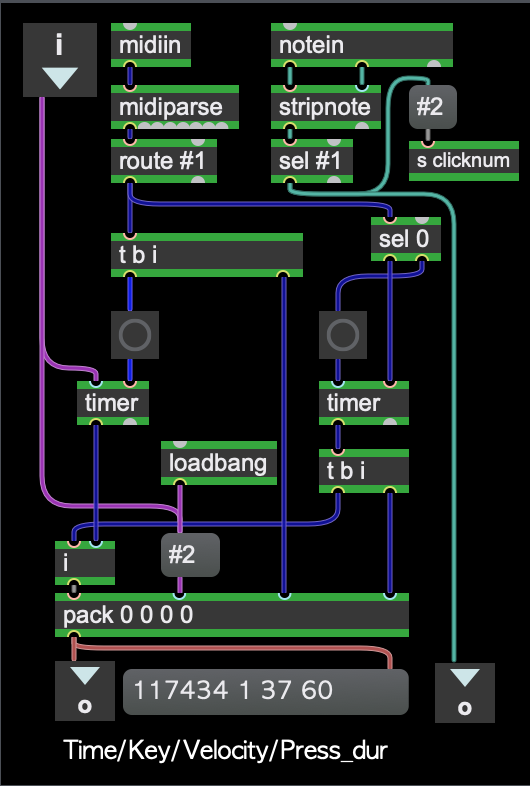 i
midiin
notein
midiparse
stripnote
#2
route #1
sel #1
s clicknum
sel 0
t b i
timer
timer
loadbang
t b i
#2
i
pack 0 0 0 0
o
117434 1 37 60
o
Time/Key/Velocity/Press_dur